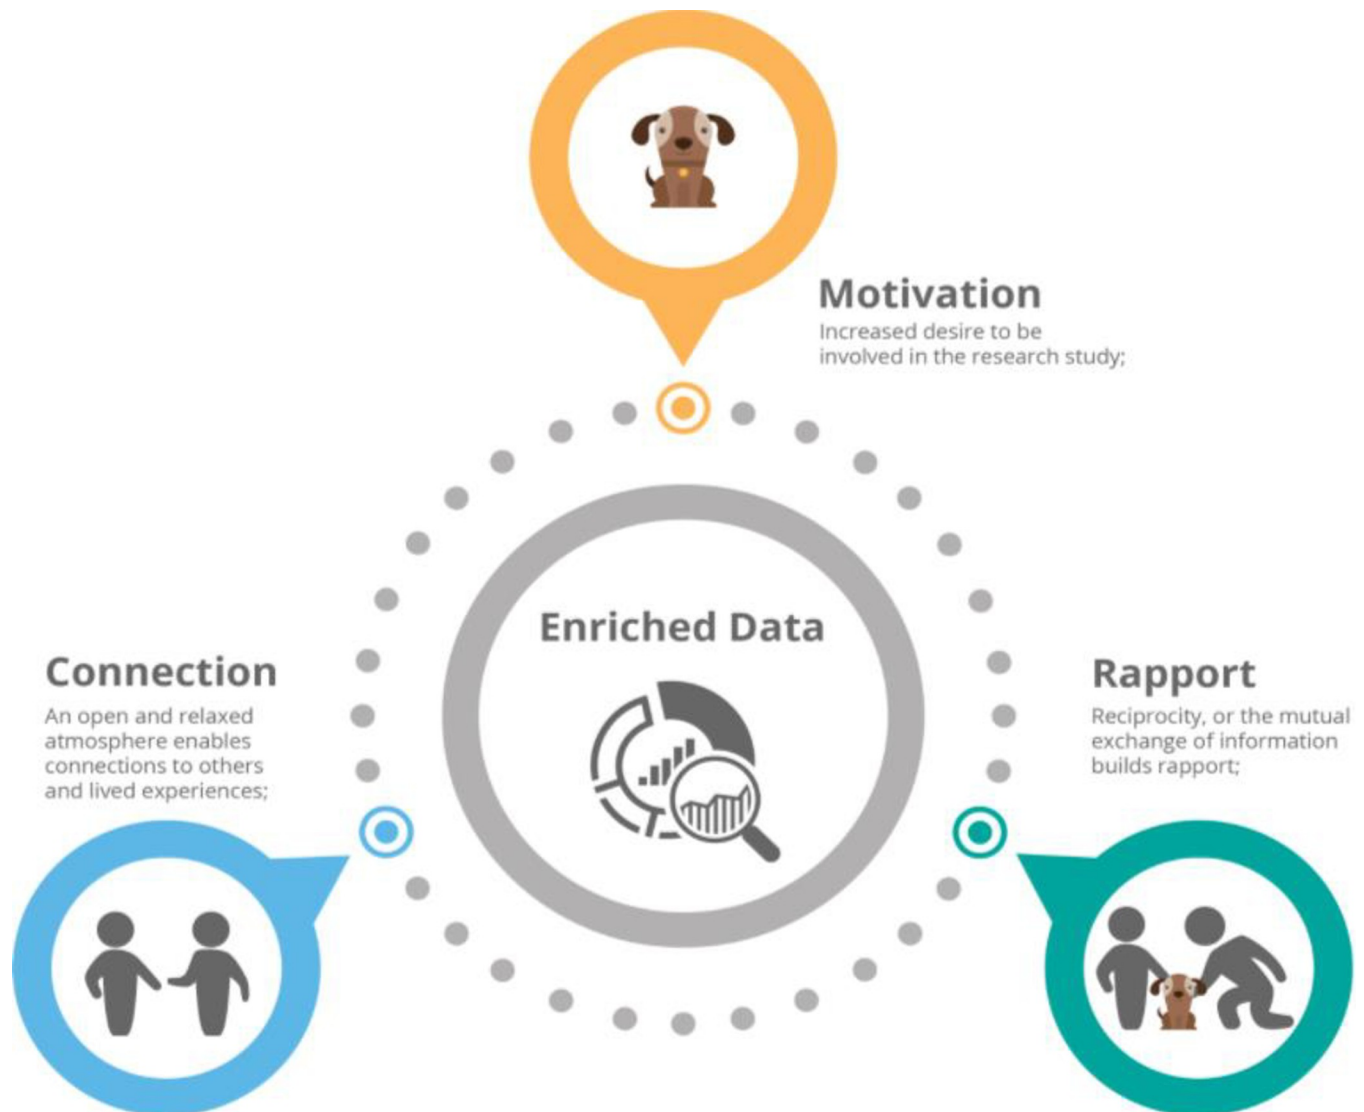 Motivation
Increased desire to be
involved in the research study;
Enriched Data
Connection
An open and relaxed
atmosphere enables
connections to others
and lived experiences;
Rapport
Reciprocity, or the mutual
exchange of information
builds rapport;